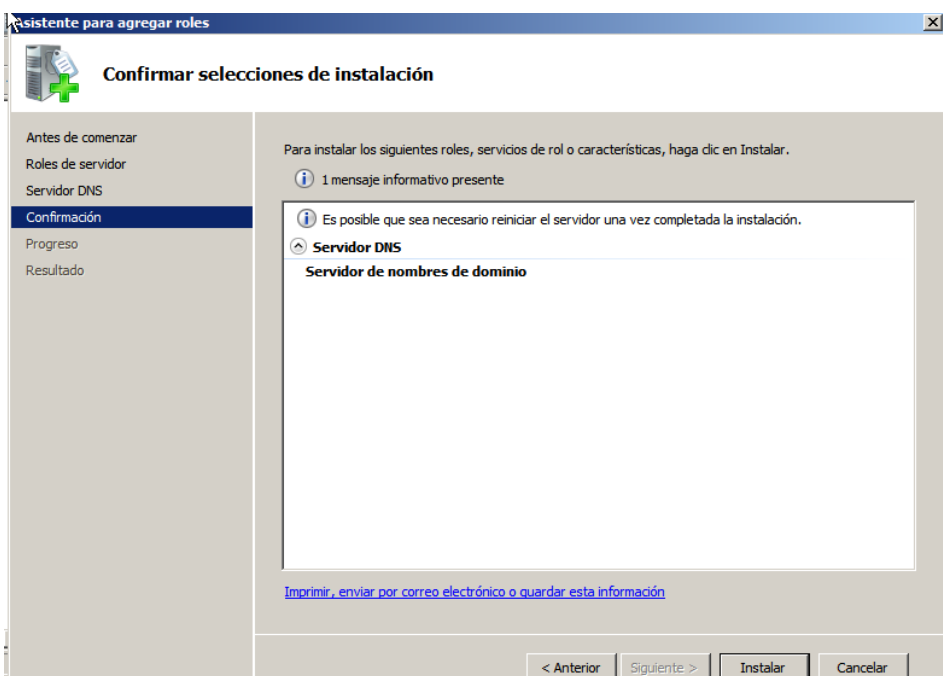 Asistente para agregar roles
Confirmar selecciones de instalación
Antes de comenzar
Roles de servidor
Servidor DNS
Confirmación
Progreso
Resultado
Para instalar los siguientes roles, servicios de rol o características, haga clic en Instalar.
1 mensaje informativo presente
Es posible que sea necesario reiniciar el servidor una vez completada la instalación.
Servidor DNS
Servidor de nombres de dominio
Imprimir, enviar por correo electrónico o guardar esta información
< Anterior Siguiente > Instalar Cancelar